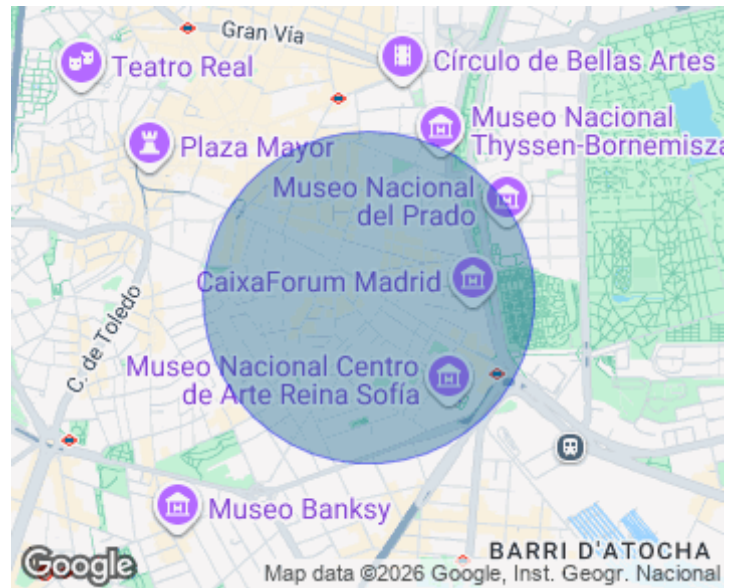 Gran Vía
Teatro Real
Círculo de Bellas Artes
Museo Nacional
Thyssen-Bornemisza
Plaza Mayor
Museo Nacional
del Prado
CaixaForum Madrid
C. de Toledo
Museo Nacional Centro
de Arte Reina Sofía
Museo Banksy
BARRI D'ATOCHA
Google
Map data ©2026 Google, Inst. Geogr. Nacional